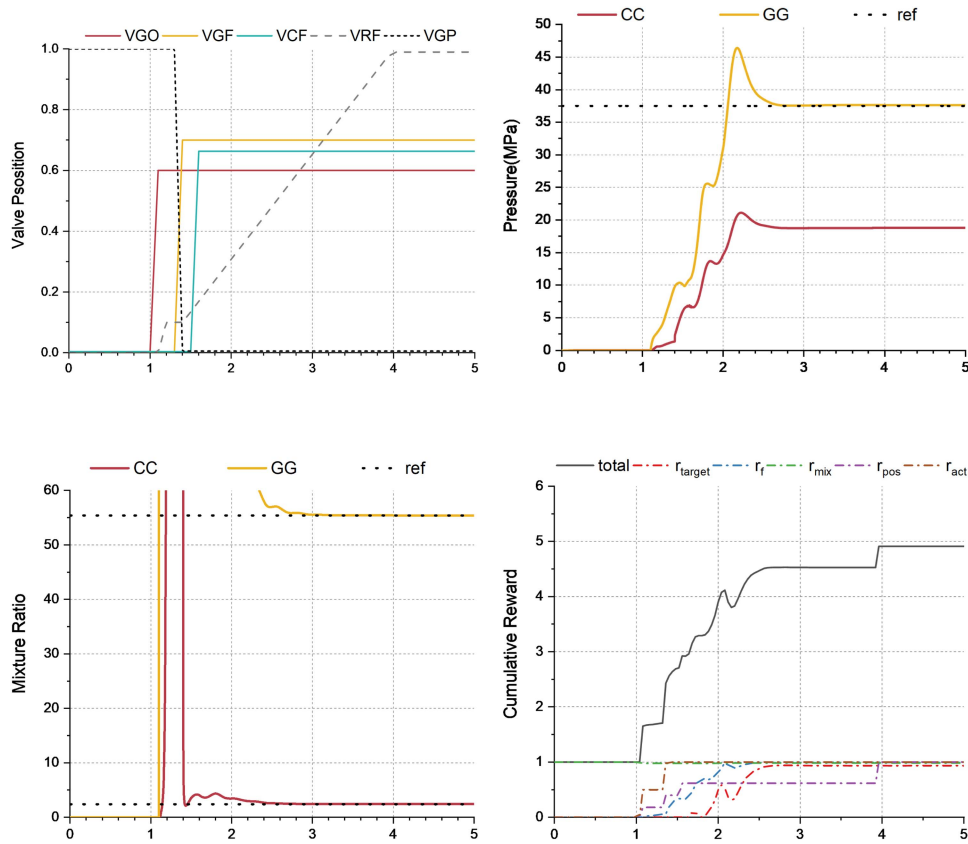 VGO VGF VCF VRF VGP
1.0
0.8
0.6
0.4
0.2
0.0
Valve Psosition
0 1 2 3 4 5
CC GG ref
50
45
40
35
30
25
20
15
10
5
0
Pressure(MPa)
0 1 2 3 4 5
CC GG ref
60
50
40
30
20
10
0
Mixture Ratio
0 1 2 3 4 5
total r_target r_f r_mix r_pos r_act
6
5
4
3
2
1
0
Cumulative Reward
0 1 2 3 4 5